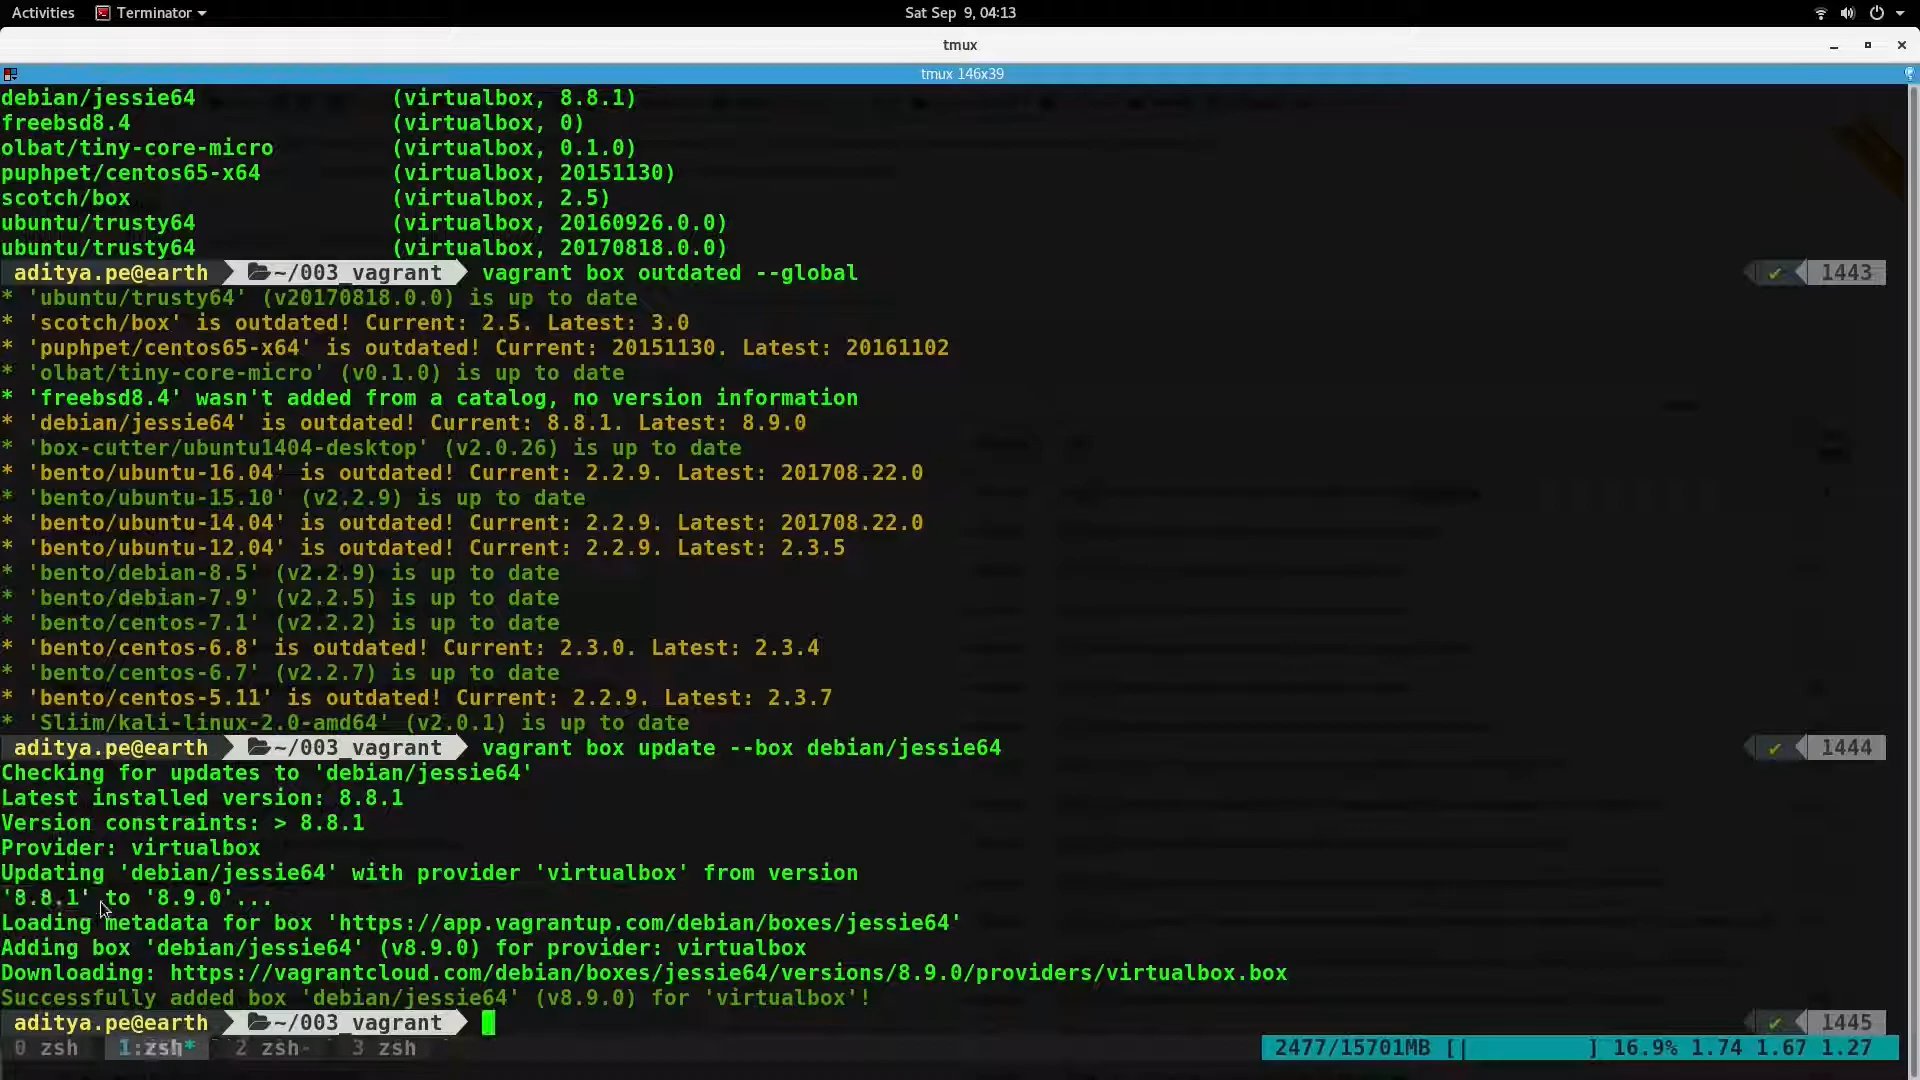 Activities Terminator Sat Sep 9, 04:13
tmux
tmux 146x39
debian/jessie64 (virtualbox, 8.8.1)
freebsd8.4 (virtualbox, 0)
olbat/tiny-core-micro (virtualbox, 0.1.0)
puphpet/centos65-x64 (virtualbox, 20151130)
scotch/box (virtualbox, 2.5)
ubuntu/trusty64 (virtualbox, 20160926.0.0)
ubuntu/trusty64 (virtualbox, 20170818.0.0)
aditya.pe@earth ~/003_vagrant vagrant box outdated --global ✔ 1443
* 'ubuntu/trusty64' (v20170818.0.0) is up to date
* 'scotch/box' is outdated! Current: 2.5. Latest: 3.0
* 'puphpet/centos65-x64' is outdated! Current: 20151130. Latest: 20161102
* 'olbat/tiny-core-micro' (v0.1.0) is up to date
* 'freebsd8.4' wasn't added from a catalog, no version information
* 'debian/jessie64' is outdated! Current: 8.8.1. Latest: 8.9.0
* 'box-cutter/ubuntu1404-desktop' (v2.0.26) is up to date
* 'bento/ubuntu-16.04' is outdated! Current: 2.2.9. Latest: 201708.22.0
* 'bento/ubuntu-15.10' (v2.2.9) is up to date
* 'bento/ubuntu-14.04' is outdated! Current: 2.2.9. Latest: 201708.22.0
* 'bento/ubuntu-12.04' is outdated! Current: 2.2.9. Latest: 2.3.5
* 'bento/debian-8.5' (v2.2.9) is up to date
* 'bento/debian-7.9' (v2.2.5) is up to date
* 'bento/centos-7.1' (v2.2.2) is up to date
* 'bento/centos-6.8' is outdated! Current: 2.3.0. Latest: 2.3.4
* 'bento/centos-6.7' (v2.2.7) is up to date
* 'bento/centos-5.11' is outdated! Current: 2.2.9. Latest: 2.3.7
* 'Sliim/kali-linux-2.0-amd64' (v2.0.1) is up to date
aditya.pe@earth ~/003_vagrant vagrant box update --box debian/jessie64 ✔ 1444
Checking for updates to 'debian/jessie64'
Latest installed version: 8.8.1
Version constraints: > 8.8.1
Provider: virtualbox
Updating 'debian/jessie64' with provider 'virtualbox' from version
'8.8.1' to '8.9.0'...
Loading metadata for box 'https://app.vagrantup.com/debian/boxes/jessie64'
Adding box 'debian/jessie64' (v8.9.0) for provider: virtualbox
Downloading: https://vagrantcloud.com/debian/boxes/jessie64/versions/8.9.0/providers/virtualbox.box
Successfully added box 'debian/jessie64' (v8.9.0) for 'virtualbox'!
aditya.pe@earth ~/003_vagrant ✔ 1445
0 zsh 1:zsh* 2 zsh- 3 zsh 2477/15701MB [| ] 16.9% 1.74 1.67 1.27